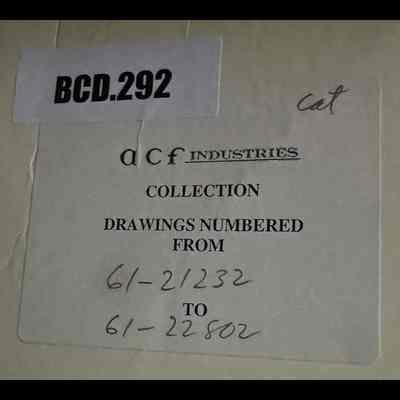 BCD.292
cat
acf INDUSTRIES
COLLECTION
DRAWINGS NUMBERED
FROM
61-21232
TO
61-22802